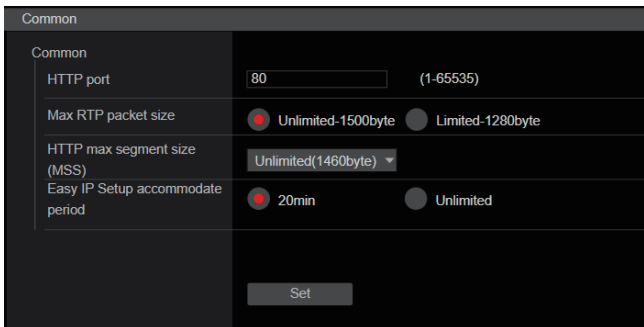 Common
Common
HTTP port 80 (1-65535)
Max RTP packet size Unlimited-1500byte Limited-1280byte
HTTP max segment size
(MSS) Unlimited(1460byte)
Easy IP Setup accommodate
period 20min Unlimited
Set